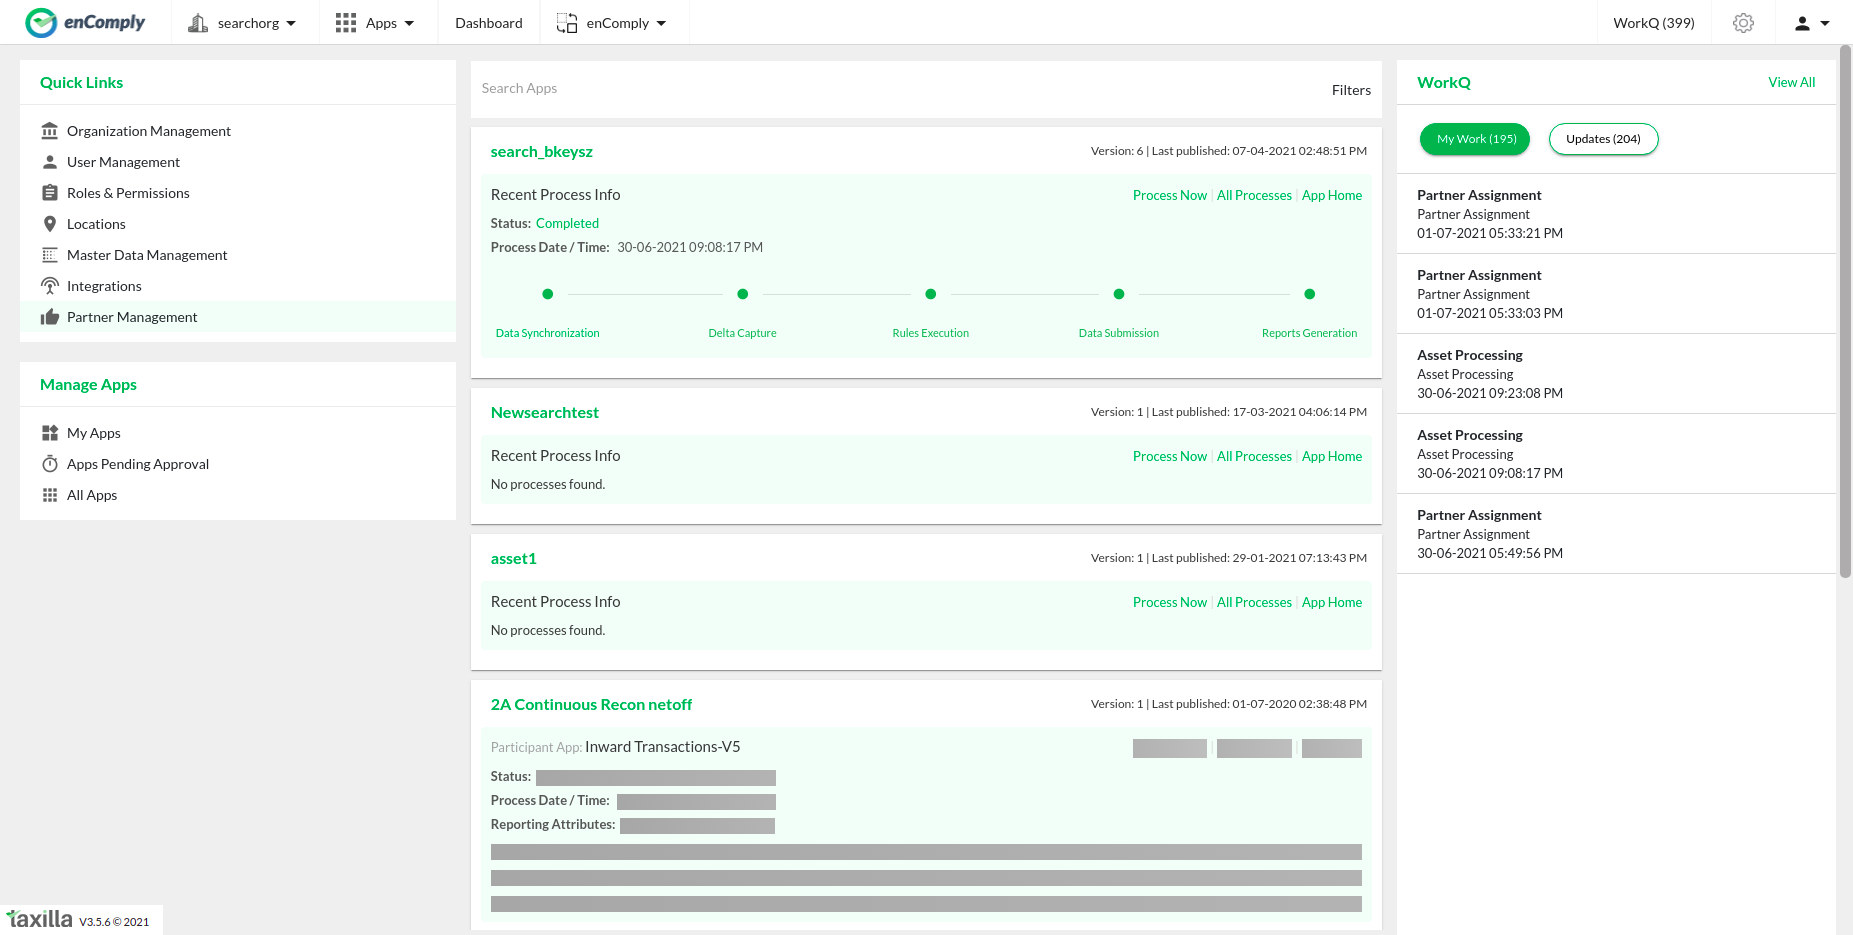 enComply
searchorg
Apps
Dashboard
enComply
WorkQ (399)
Quick Links
Organization Management
User Management
Roles & Permissions
Locations
Master Data Management
Integrations
Partner Management
Manage Apps
My Apps
Apps Pending Approval
All Apps
Search Apps
Filters
search_bkeysz
Version: 6 | Last published: 07-04-2021 02:48:51 PM
Recent Process Info
Process Now | All Processes | App Home
Status: Completed
Process Date / Time: 30-06-2021 09:08:17 PM
Data Synchronization
Delta Capture
Rules Execution
Data Submission
Reports Generation
Newsearchtest
Version: 1 | Last published: 17-03-2021 04:06:14 PM
Recent Process Info
Process Now | All Processes | App Home
No processes found.
asset1
Version: 1 | Last published: 29-01-2021 07:13:43 PM
Recent Process Info
Process Now | All Processes | App Home
No processes found.
2A Continuous Recon netoff
Version: 1 | Last published: 01-07-2020 02:38:48 PM
Participant App: Inward Transactions-V5
Status:
Process Date / Time:
Reporting Attributes:
WorkQ
View All
My Work (195)
Updates (204)
Partner Assignment
Partner Assignment
01-07-2021 05:33:21 PM
Partner Assignment
Partner Assignment
01-07-2021 05:33:03 PM
Asset Processing
Asset Processing
30-06-2021 09:23:08 PM
Asset Processing
Asset Processing
30-06-2021 09:08:17 PM
Partner Assignment
Partner Assignment
30-06-2021 05:49:56 PM
taxilla V3.5.6 © 2021